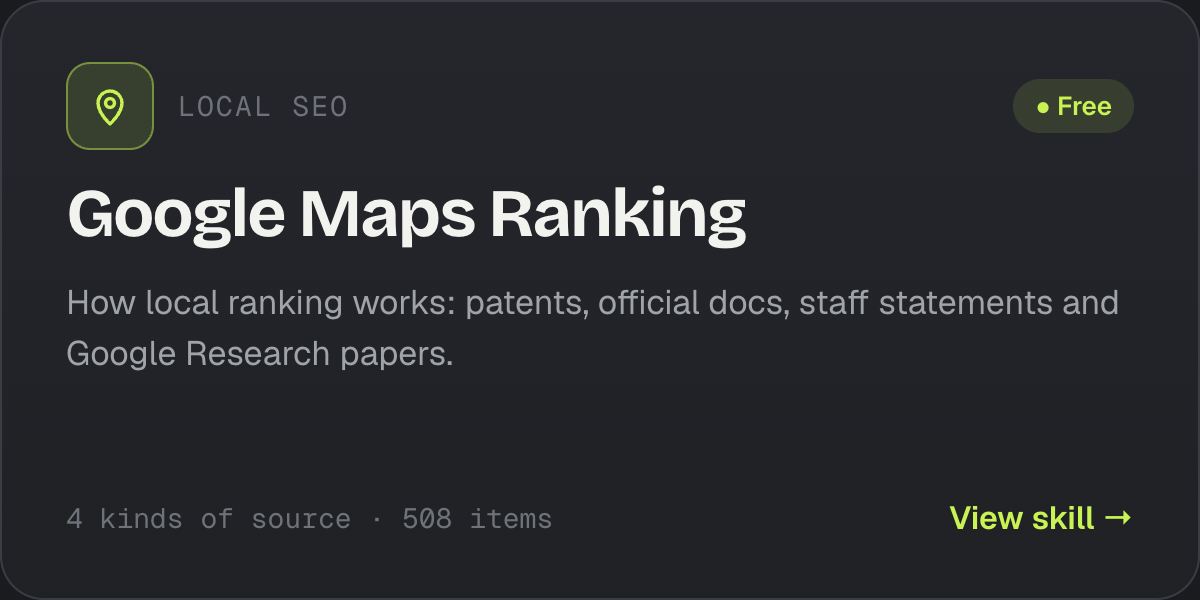 LOCAL SEO
● Free
Google Maps Ranking
How local ranking works: patents, official docs, staff statements and
Google Research papers.
4 kinds of source · 508 items
View skill →